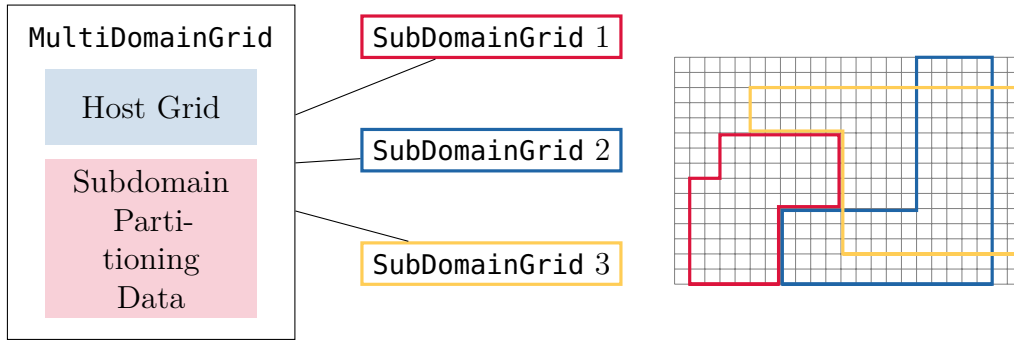 MultiDomainGrid
Host Grid
Subdomain
Parti-
tioning
Data
SubDomainGrid 1
SubDomainGrid 2
SubDomainGrid 3